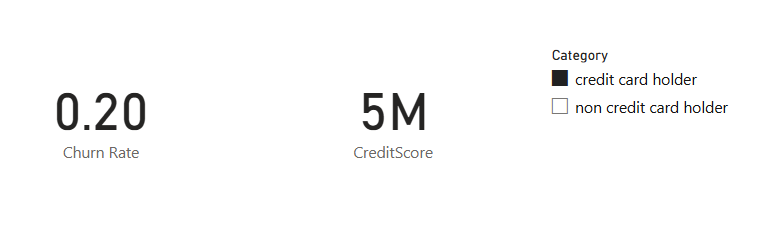 0.20
Churn Rate
5M
CreditScore
Category
credit card holder
non credit card holder